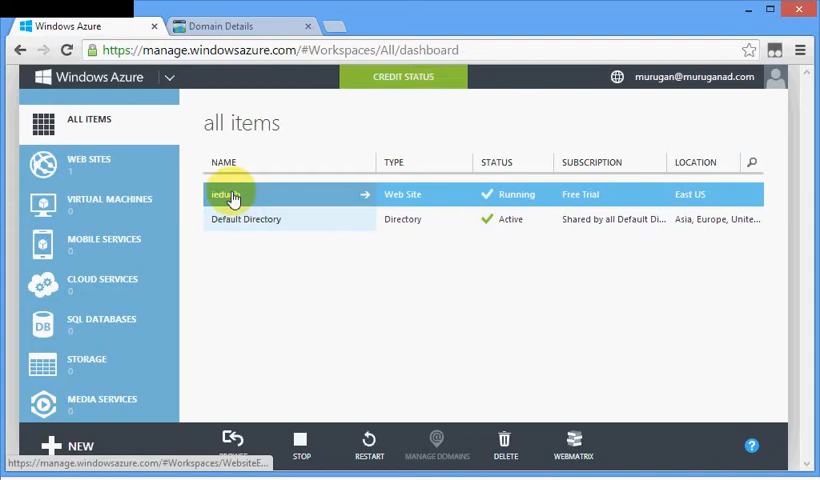 Windows Azure
Domain Details
https://manage.windowsazure.com/#Workspaces/All/dashboard
Windows Azure
CREDIT STATUS
murugan@muruganad.com
ALL ITEMS
WEB SITES
1
VIRTUAL MACHINES
0
MOBILE SERVICES
0
CLOUD SERVICES
0
SQL DATABASES
0
STORAGE
0
MEDIA SERVICES
0
all items
NAME TYPE STATUS SUBSCRIPTION LOCATION
Web Site Running Free Trial East US
Default Directory Directory Active Shared by all Default Di... Asia, Europe, Unite...
NEW
STOP
RESTART
MANAGE DOMAINS
DELETE
WEBMATRIX
?
https://manage.windowsazure.com/#Workspaces/WebsiteE...